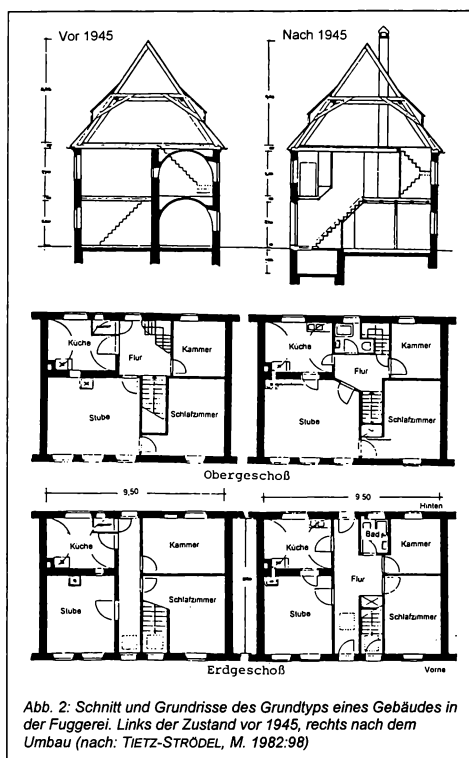 Vor 1945
Nach 1945
Küche
Flur
Kammer
Stube
Schlafzimmer
Küche
Flur
Kammer
Stube
Schlafzimmer
Obergeschoß
9,50
9 50
Hinten
Küche
Kammer
Stube
Schlafzimmer
Küche
Bad
Kammer
Flur
Stube
Schlafzimmer
Erdgeschoß
Vorne
Abb. 2: Schnitt und Grundrisse des Grundtyps eines Gebäudes in
der Fuggerei. Links der Zustand vor 1945, rechts nach dem
Umbau (nach: TIETZ-STRÖDEL, M. 1982:98)